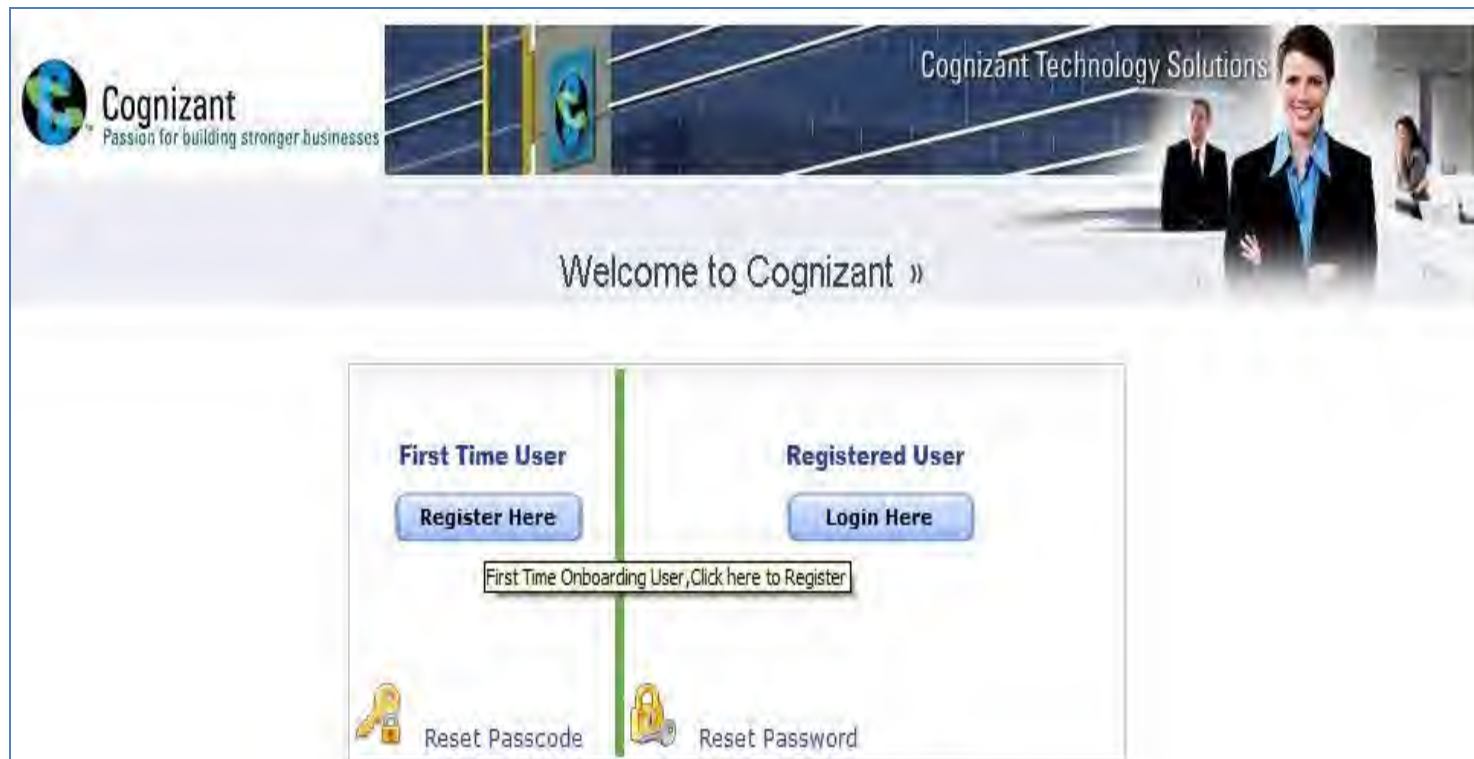 Cognizant Technology Solutions
Cognizant
Passion for building stronger businesses
Welcome to Cognizant »
First Time User
Registered User
Register Here
Login Here
First Time Onboarding User,Click here to Register
Reset Passcode
Reset Password